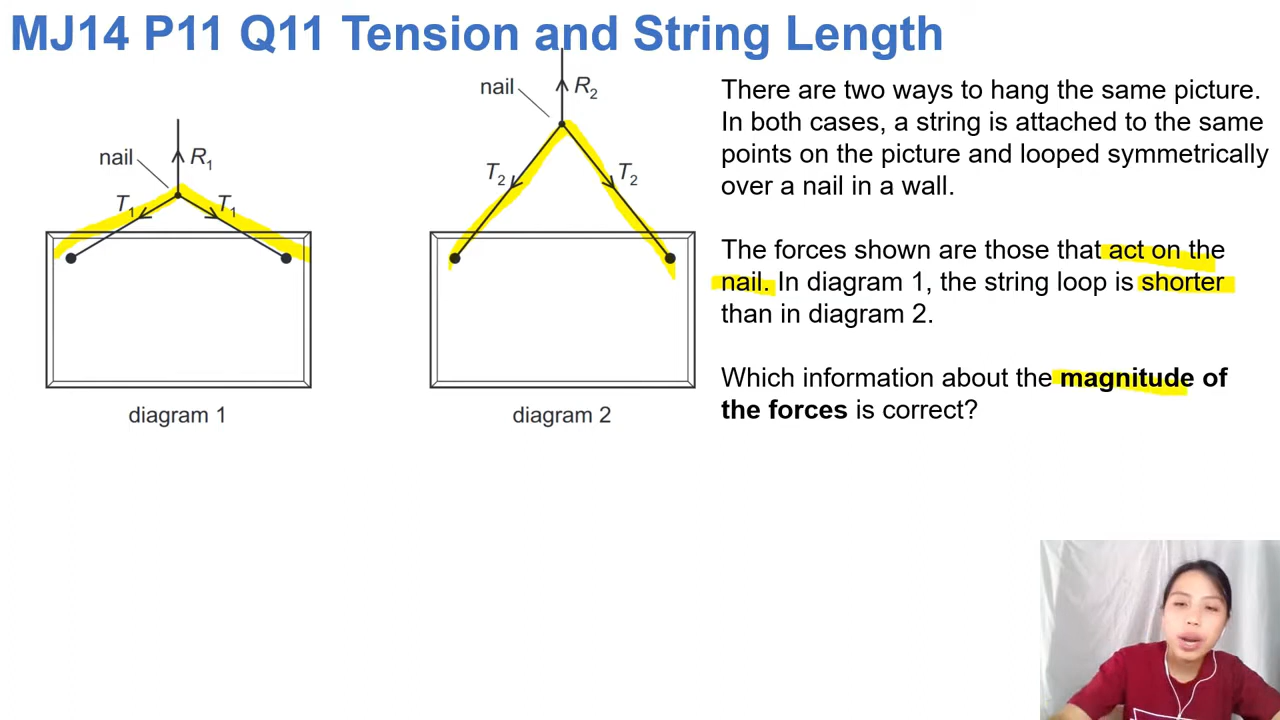 MJ14 P11 Q11 Tension and String Length
nail
R1
T1
T1
diagram 1
nail
R2
T2
T2
diagram 2
There are two ways to hang the same picture.
In both cases, a string is attached to the same
points on the picture and looped symmetrically
over a nail in a wall.
The forces shown are those that act on the
nail. In diagram 1, the string loop is shorter
than in diagram 2.
Which information about the magnitude of
the forces is correct?